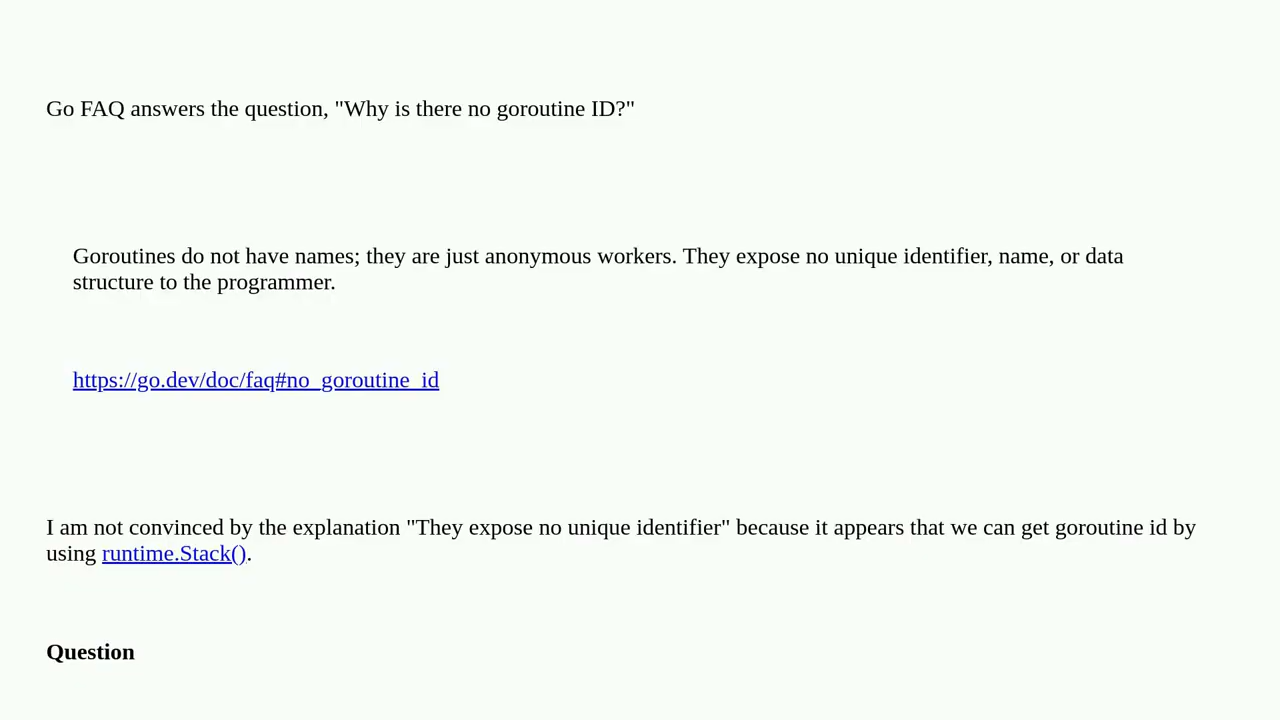 Go FAQ answers the question, "Why is there no goroutine ID?"
Goroutines do not have names; they are just anonymous workers. They expose no unique identifier, name, or data
structure to the programmer.
https://go.dev/doc/faq#no_goroutine_id
I am not convinced by the explanation "They expose no unique identifier" because it appears that we can get goroutine id by
using runtime.Stack().
Question